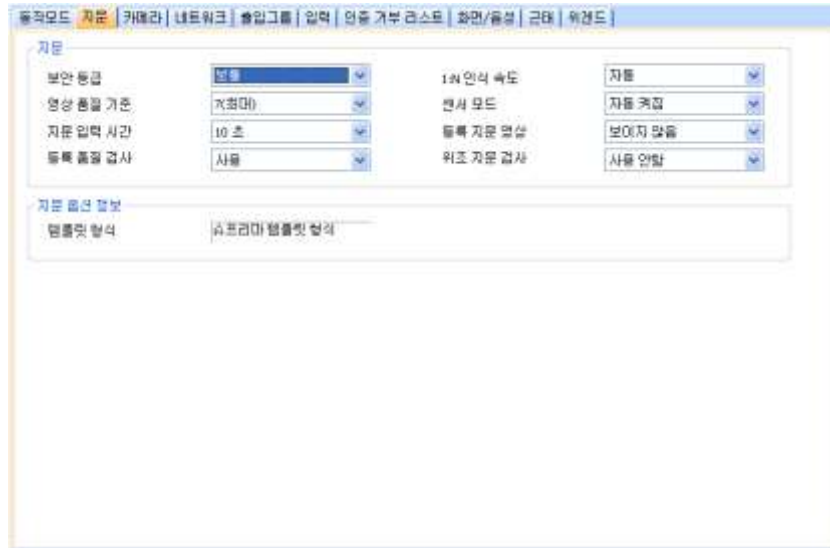 동작모드 지문 카메라 네트워크 출입그룹 입력 인증 거부 리스트 화면/음성 근태 위겐드
지문
보안 등급 보통 1:N 인식 속도 자동
영상 품질 기준 7(최대) 센서 모드 자동 켜짐
지문 입력 시간 10 초 등록 지문 영상 보이지 않음
등록 품질 검사 사용 위조 지문 검사 사용 안함
지문 옵션 정보
템플릿 형식 슈프리마 템플릿 형식